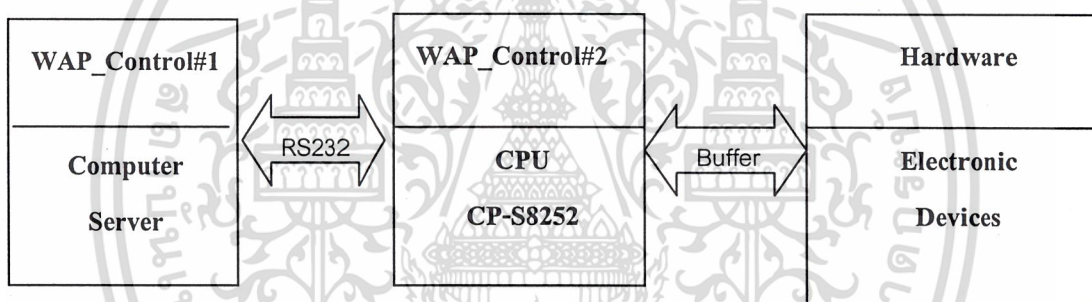 WAP_Control#1
Computer
Server
RS232
WAP_Control#2
CPU
CP-S8252
Buffer
Hardware
Electronic
Devices